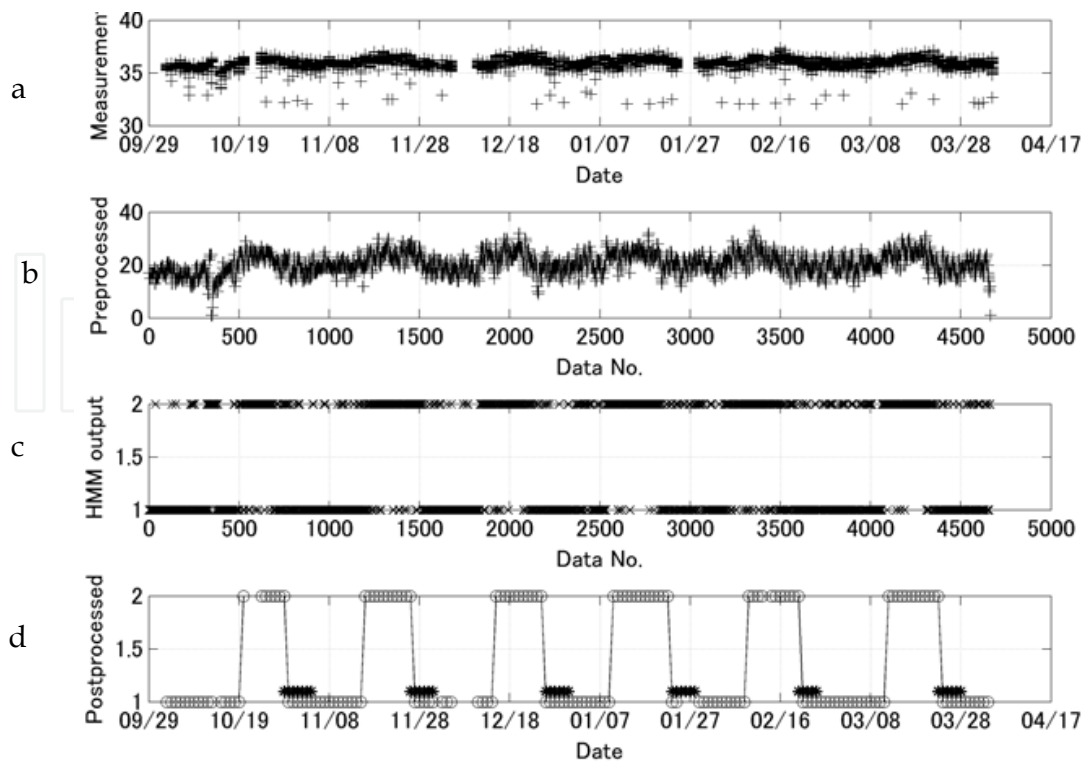 a
Measurement
40
35
30
09/29 10/19 11/08 11/28 12/18 01/07 01/27 02/16 03/08 03/28 04/17
Date
b
Preprocessed
40
20
0
0 500 1000 1500 2000 2500 3000 3500 4000 4500 5000
Data No.
c
HMM output
2
1.5
1
0 500 1000 1500 2000 2500 3000 3500 4000 4500 5000
Data No.
d
Postprocessed
2
1.5
1
09/29 10/19 11/08 11/28 12/18 01/07 01/27 02/16 03/08 03/28 04/17
Date